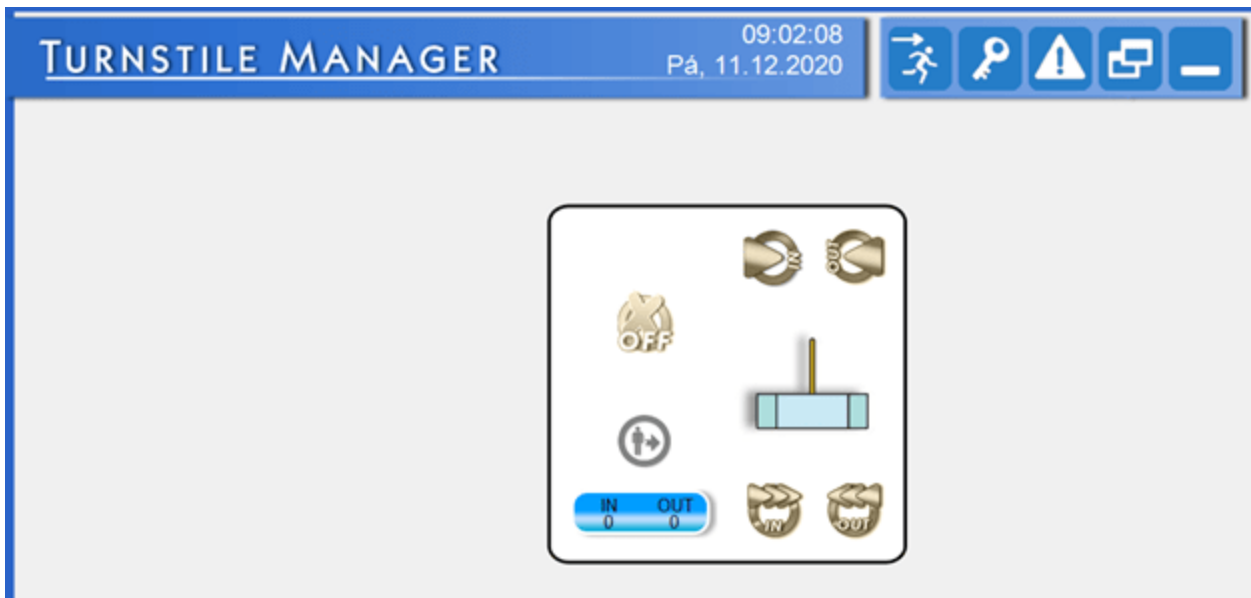 TURNSTILE MANAGER
09:02:08
Pá, 11.12.2020
IN
OUT
OFF
IN OUT
0 0
IN
OUT